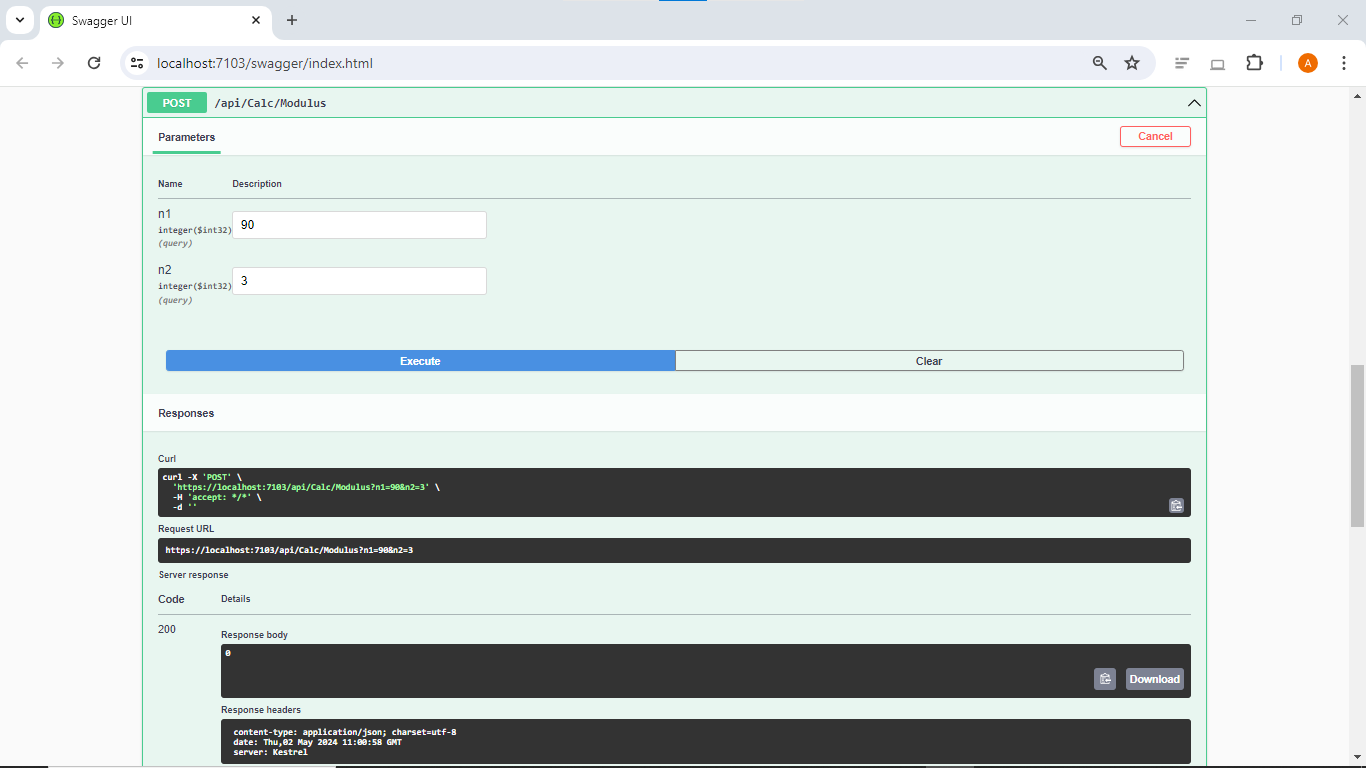 Swagger UI
localhost:7103/swagger/index.html
A
POST /api/Calc/Modulus
Parameters
Cancel
Name Description
n1
integer($int32)
(query)
90
n2
integer($int32)
(query)
3
Execute Clear
Responses
Curl
curl -X 'POST' \
'https://localhost:7103/api/Calc/Modulus?n1=90&n2=3' \
-H 'accept: */*' \
-d ''
Request URL
https://localhost:7103/api/Calc/Modulus?n1=90&n2=3
Server response
Code Details
200
Response body
0
Download
Response headers
content-type: application/json; charset=utf-8
date: Thu,02 May 2024 11:00:58 GMT
server: Kestrel